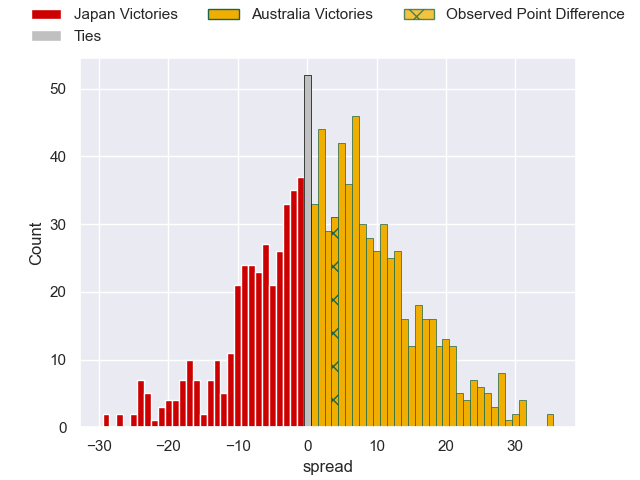 Japan Victories Australia Victories Observed Point Difference
Ties
50
40
30
20
10
0
Count
−30 −20 −10 0 10 20 30
spread